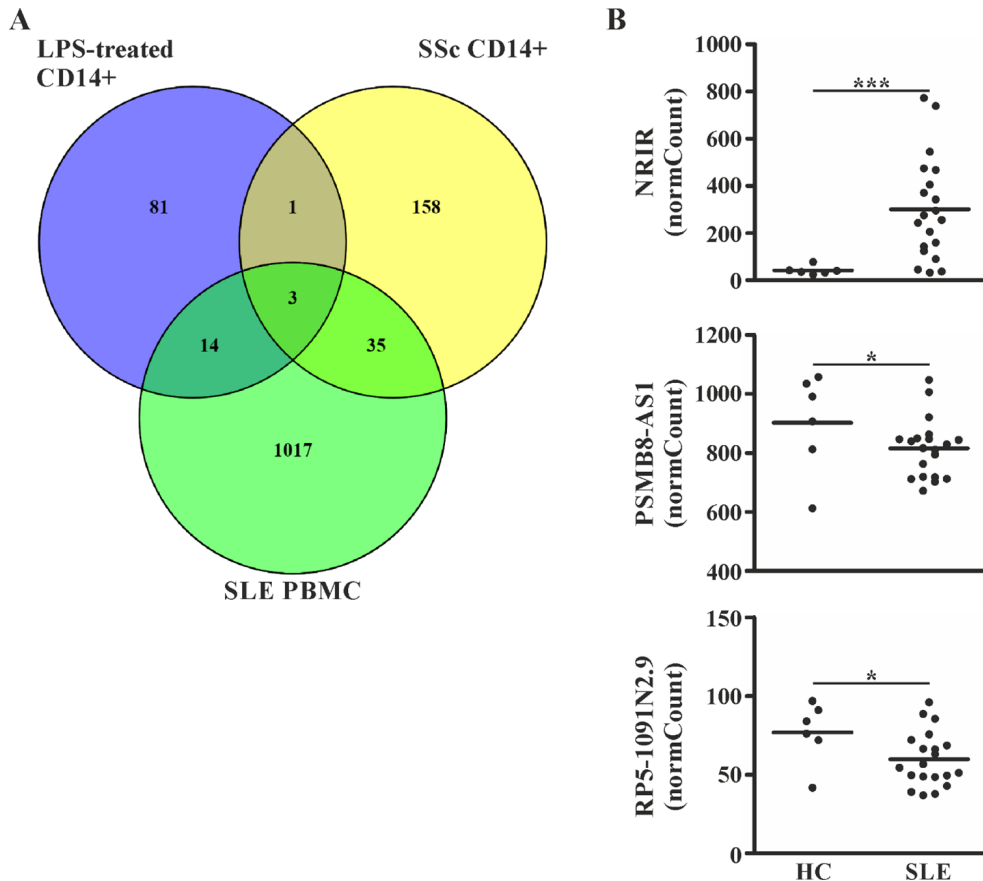 A
LPS-treated
CD14+
SSc CD14+
81
1
158
3
14
35
1017
SLE PBMC
B
NRIR
(normCount)
1000
800
600
400
200
0
***
PSMB8-AS1
(normCount)
1200
1000
800
600
400
*
RP5-1091N2.9
(normCount)
150
100
50
0
*
HC SLE